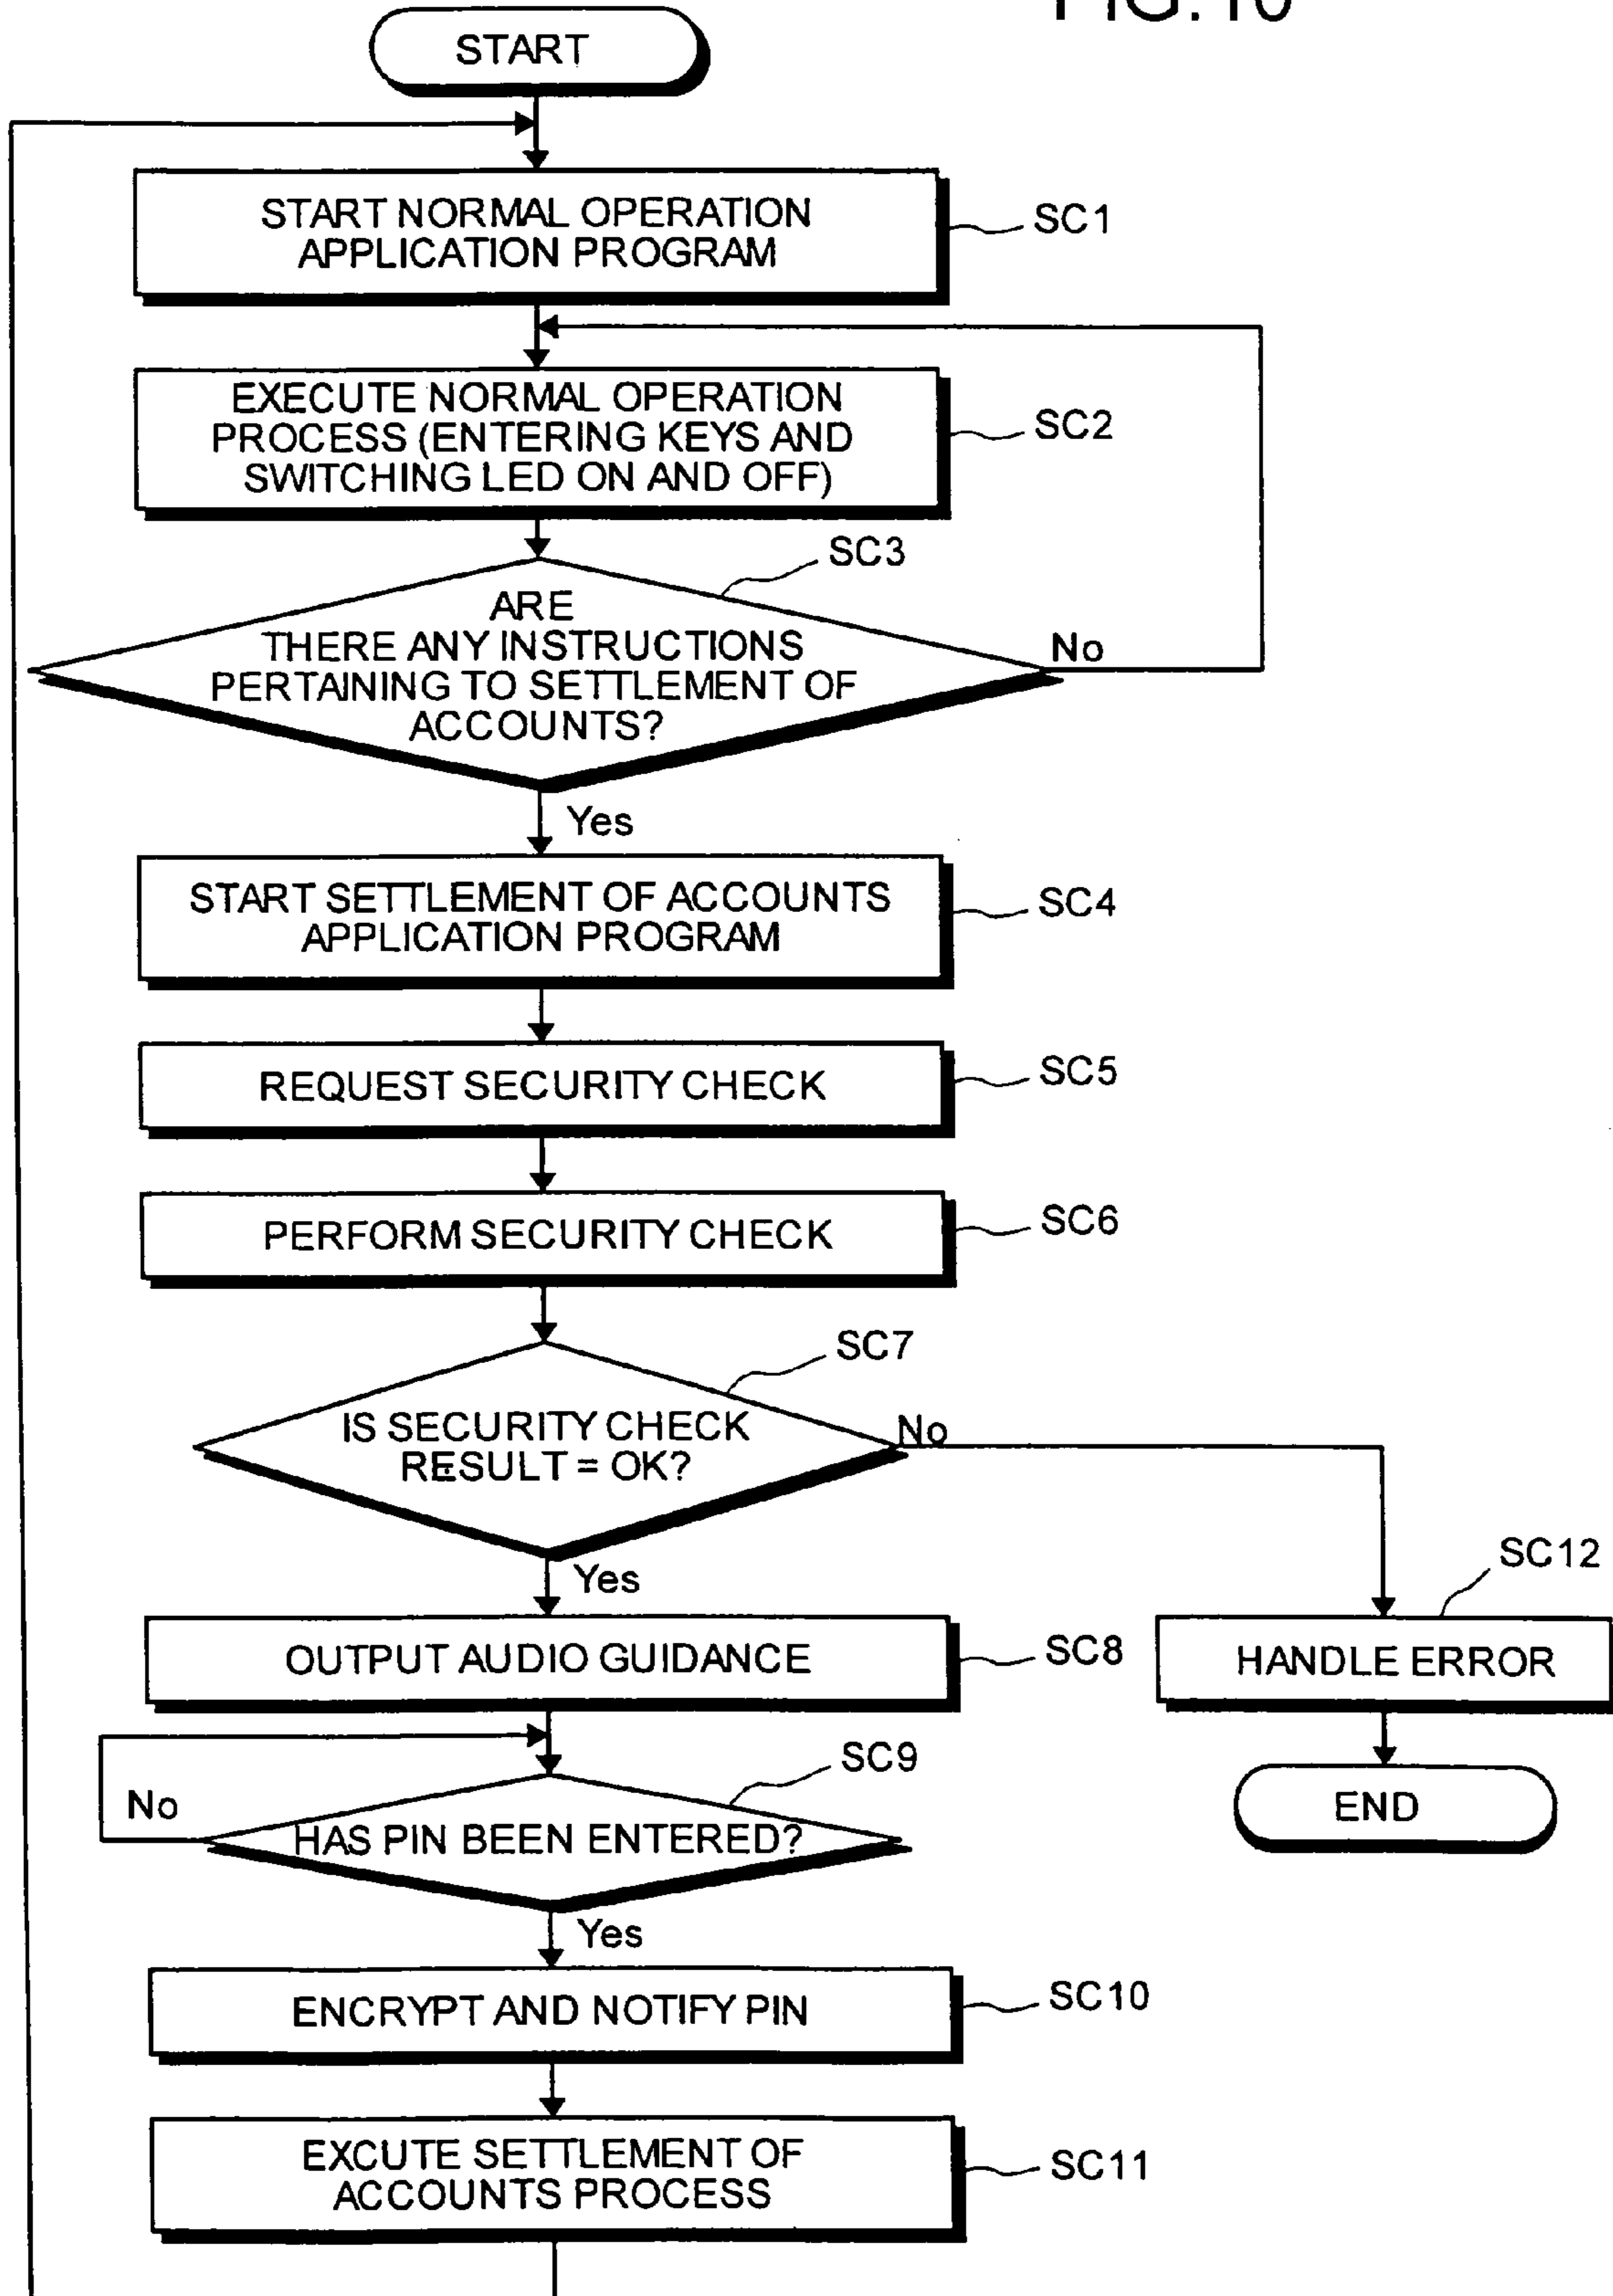 FIG. 10
START
START NORMAL OPERATION
APPLICATION PROGRAM
SC1
EXECUTE NORMAL OPERATION
PROCESS (ENTERING KEYS AND
SWITCHING LED ON AND OFF)
SC2
SC3
ARE
THERE ANY INSTRUCTIONS
PERTAINING TO SETTLEMENT OF
ACCOUNTS?
No
Yes
START SETTLEMENT OF ACCOUNTS
APPLICATION PROGRAM
SC4
REQUEST SECURITY CHECK
SC5
PERFORM SECURITY CHECK
SC6
SC7
IS SECURITY CHECK
RESULT = OK?
No
Yes
SC12
OUTPUT AUDIO GUIDANCE
SC8
HANDLE ERROR
SC9
No
HAS PIN BEEN ENTERED?
END
Yes
ENCRYPT AND NOTIFY PIN
SC10
EXCUTE SETTLEMENT OF
ACCOUNTS PROCESS
SC11